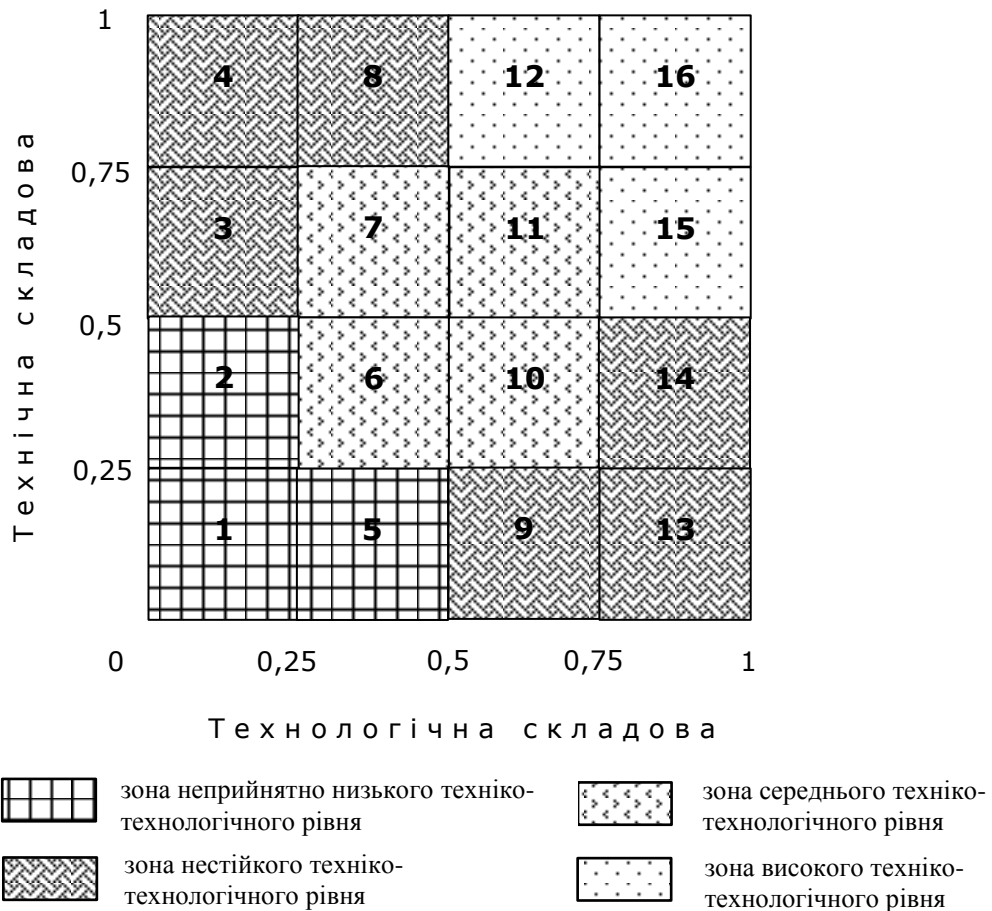 1
4 8 12 16
0,75
3 7 11 15
0,5
2 6 10 14
0,25
1 5 9 13
0 0,25 0,5 0,75 1
Технічна складова
Технологічна складова
зона неприйнятно низького техніко-
технологічного рівня
зона нестійкого техніко-
технологічного рівня
зона середнього техніко-
технологічного рівня
зона високого техніко-
технологічного рівня